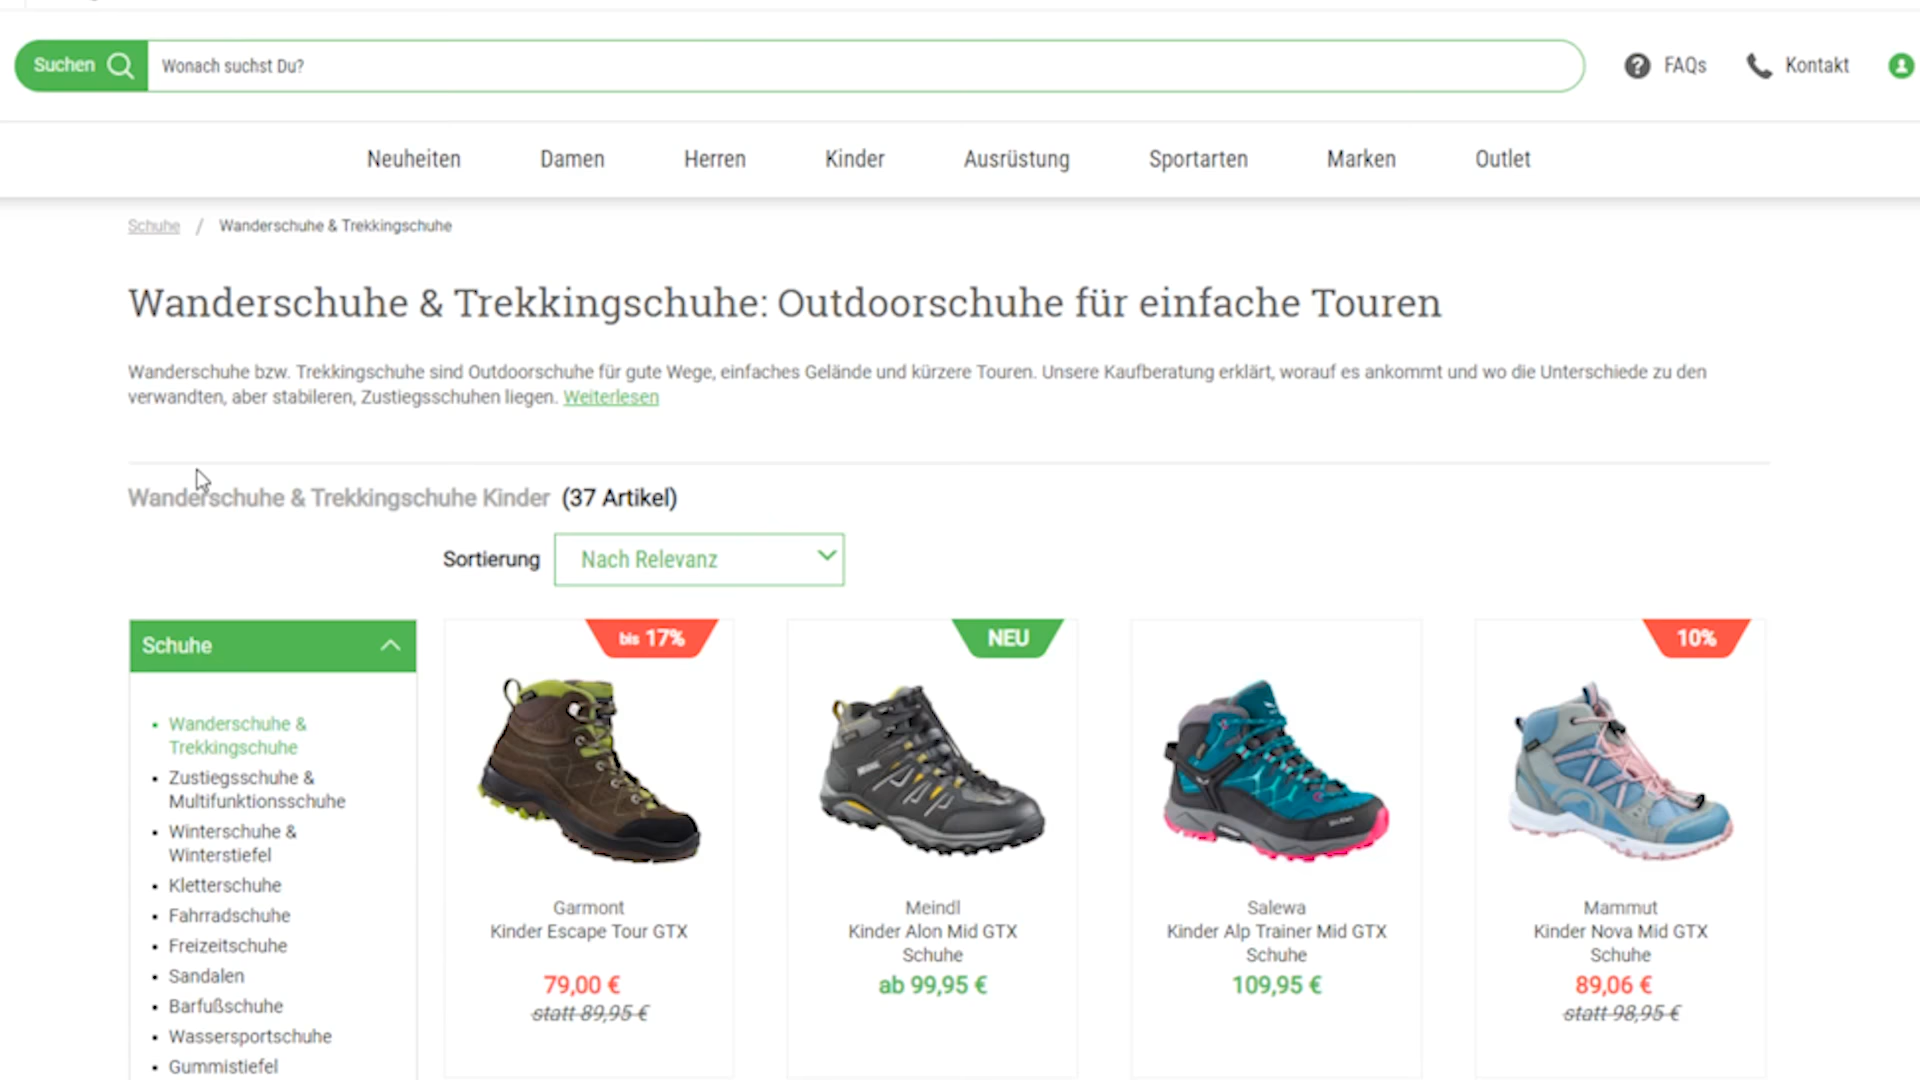 Suchen
Wonach suchst Du?
FAQs
Kontakt
Neuheiten
Damen
Herren
Kinder
Ausrüstung
Sportarten
Marken
Outlet
Schuhe / Wanderschuhe & Trekkingschuhe
Wanderschuhe & Trekkingschuhe: Outdoorschuhe für einfache Touren
Wanderschuhe bzw. Trekkingschuhe sind Outdoorschuhe für gute Wege, einfaches Gelände und kürzere Touren. Unsere Kaufberatung erklärt, worauf es ankommt und wo die Unterschiede zu den
verwandten, aber stabileren, Zustiegsschuhen liegen. Weiterlesen
Wanderschuhe & Trekkingschuhe Kinder (37 Artikel)
Sortierung
Nach Relevanz
Schuhe
Wanderschuhe &
Trekkingschuhe
Zustiegsschuhe &
Multifunktionsschuhe
Winterschuhe &
Winterstiefel
Kletterschuhe
Fahrradschuhe
Freizeitschuhe
Sandalen
Barfußschuhe
Wassersportschuhe
Gummistiefel
bis 17%
Garmont
Kinder Escape Tour GTX
79,00 €
statt 89,95 €
NEU
Meindl
Kinder Alon Mid GTX
Schuhe
ab 99,95 €
Salewa
Kinder Alp Trainer Mid GTX
Schuhe
109,95 €
10%
Mammut
Kinder Nova Mid GTX
Schuhe
89,06 €
statt 98,95 €